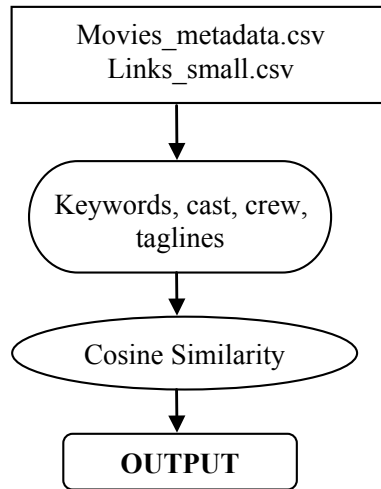 Movies_metadata.csv
Links_small.csv
Keywords, cast, crew,
taglines
Cosine Similarity
OUTPUT